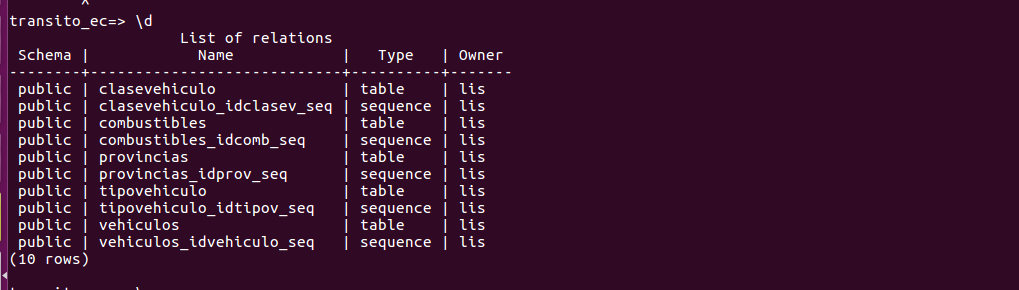 transito_ec=> \d
                   List of relations
 Schema |            Name            |   Type   | Owner
--------+----------------------------+----------+-------
 public | clasevehiculo              | table    | lis
 public | clasevehiculo_idclasev_seq | sequence | lis
 public | combustibles               | table    | lis
 public | combustibles_idcomb_seq    | sequence | lis
 public | provincias                 | table    | lis
 public | provincias_idprov_seq      | sequence | lis
 public | tipovehiculo               | table    | lis
 public | tipovehiculo_idtipov_seq   | sequence | lis
 public | vehiculos                  | table    | lis
 public | vehiculos_idvehiculo_seq   | sequence | lis
(10 rows)